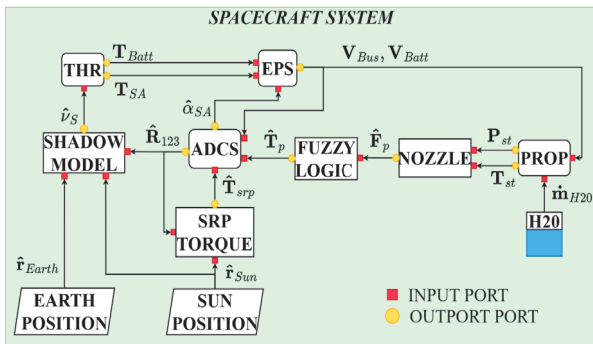 SPACECRAFT SYSTEM
THR
T_Batt
T_SA
EPS
V_Bus, V_Batt
ν̂_S
α̂_SA
SHADOW
MODEL
R̂_123
ADCS
T̂_p
FUZZY
LOGIC
F̂_p
NOZZLE
P_st
T_st
PROP
T̂_srp
ṁ_H20
SRP
TORQUE
H20
r̂_Earth
r̂_Sun
EARTH
POSITION
SUN
POSITION
INPUT PORT
OUTPORT PORT